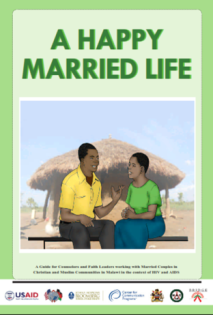 A HAPPY
MARRIED LIFE
A Guide for Counselors and Faith Leaders working with Married Couples in
Christian and Muslim Communities in Malawi in the context of HIV and AIDS
USAID